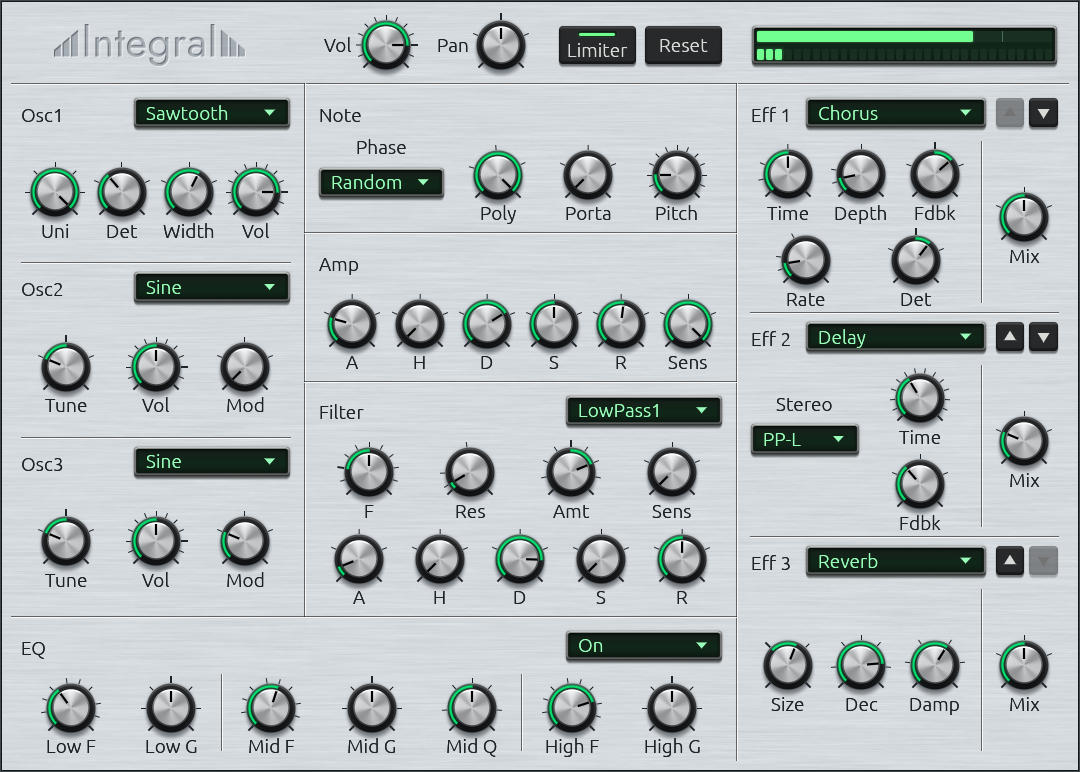 Integral
Vol
Pan
Limiter
Reset
Osc1
Sawtooth
Uni
Det
Width
Vol
Osc2
Sine
Tune
Vol
Mod
Osc3
Sine
Tune
Vol
Mod
Note
Phase
Random
Poly
Porta
Pitch
Amp
A
H
D
S
R
Sens
Filter
LowPass1
F
Res
Amt
Sens
A
H
D
S
R
EQ
On
Low F
Low G
Mid F
Mid G
Mid Q
High F
High G
Eff 1
Chorus
Time
Depth
Fdbk
Rate
Det
Mix
Eff 2
Delay
Stereo
PP-L
Time
Fdbk
Mix
Eff 3
Reverb
Size
Dec
Damp
Mix